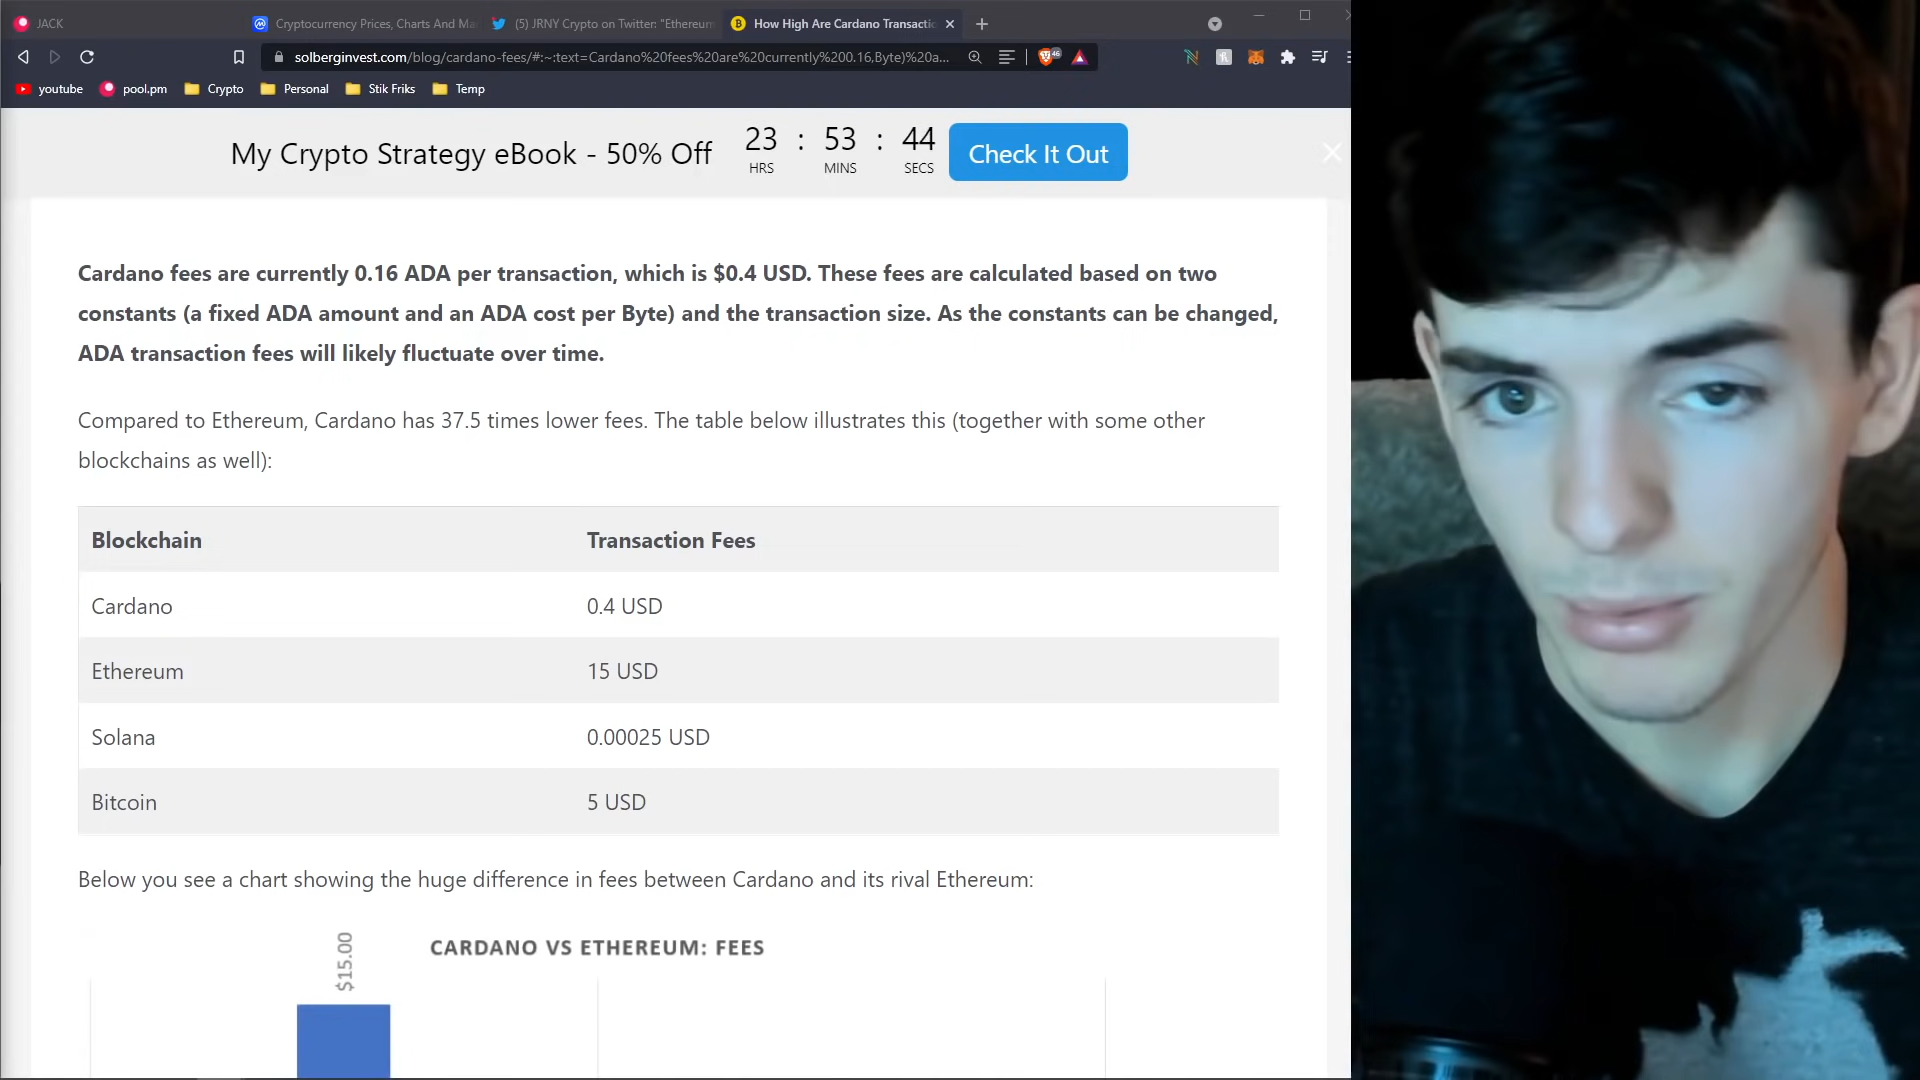 JACK
Cryptocurrency Prices, Charts And Ma
(5) JRNY Crypto on Twitter: "Ethereum
How High Are Cardano Transactic
solberginvest.com/blog/cardano-fees/#:~:text=Cardano%20fees%20are%20currently%200.16,Byte)%20a...
46
youtube
pool.pm
Crypto
Personal
Stik Friks
Temp
My Crypto Strategy eBook - 50% Off
23 : 53 : 44
HRS MINS SECS
Check It Out
Cardano fees are currently 0.16 ADA per transaction, which is $0.4 USD. These fees are calculated based on two
constants (a fixed ADA amount and an ADA cost per Byte) and the transaction size. As the constants can be changed,
ADA transaction fees will likely fluctuate over time.
Compared to Ethereum, Cardano has 37.5 times lower fees. The table below illustrates this (together with some other
blockchains as well):
Blockchain Transaction Fees
Cardano 0.4 USD
Ethereum 15 USD
Solana 0.00025 USD
Bitcoin 5 USD
Below you see a chart showing the huge difference in fees between Cardano and its rival Ethereum:
CARDANO VS ETHEREUM: FEES
$15.00